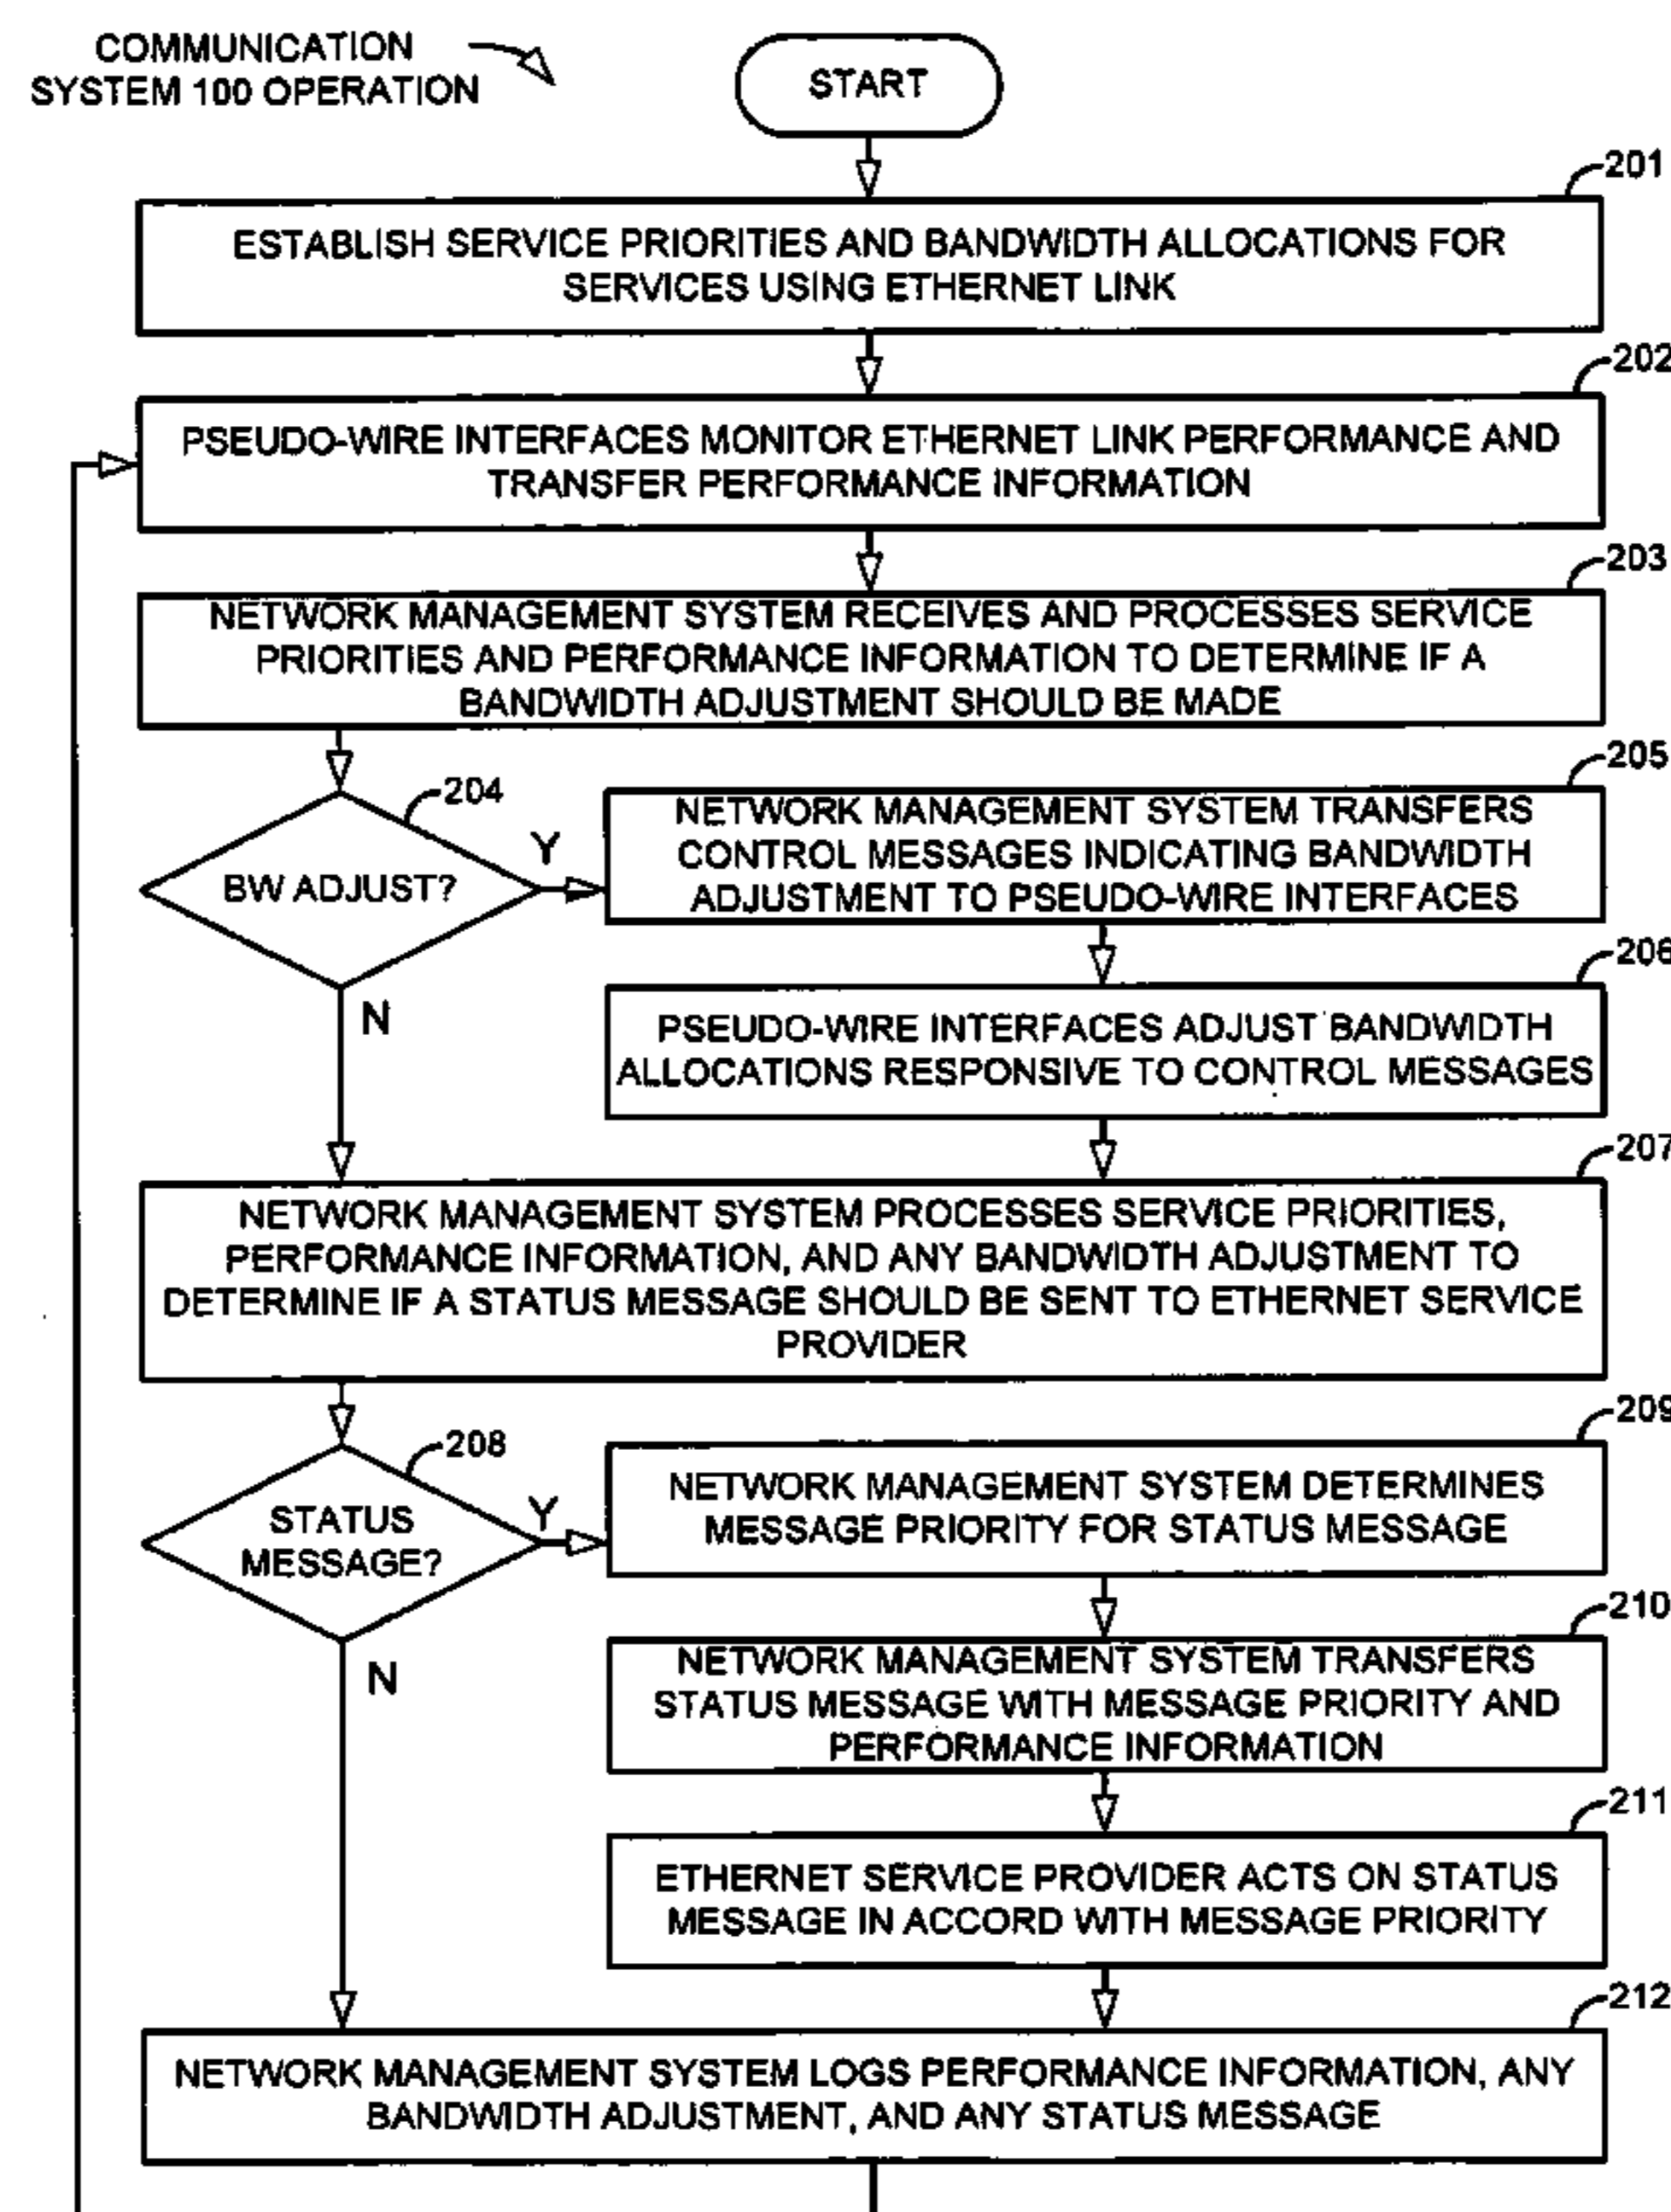 COMMUNICATION
SYSTEM 100 OPERATION
START
201
ESTABLISH SERVICE PRIORITIES AND BANDWIDTH ALLOCATIONS FOR
SERVICES USING ETHERNET LINK
202
PSEUDO-WIRE INTERFACES MONITOR ETHERNET LINK PERFORMANCE AND
TRANSFER PERFORMANCE INFORMATION
203
NETWORK MANAGEMENT SYSTEM RECEIVES AND PROCESSES SERVICE
PRIORITIES AND PERFORMANCE INFORMATION TO DETERMINE IF A
BANDWIDTH ADJUSTMENT SHOULD BE MADE
204
BW ADJUST?
Y
N
205
NETWORK MANAGEMENT SYSTEM TRANSFERS
CONTROL MESSAGES INDICATING BANDWIDTH
ADJUSTMENT TO PSEUDO-WIRE INTERFACES
206
PSEUDO-WIRE INTERFACES ADJUST BANDWIDTH
ALLOCATIONS RESPONSIVE TO CONTROL MESSAGES
207
NETWORK MANAGEMENT SYSTEM PROCESSES SERVICE PRIORITIES,
PERFORMANCE INFORMATION, AND ANY BANDWIDTH ADJUSTMENT TO
DETERMINE IF A STATUS MESSAGE SHOULD BE SENT TO ETHERNET SERVICE
PROVIDER
208
STATUS
MESSAGE?
Y
N
209
NETWORK MANAGEMENT SYSTEM DETERMINES
MESSAGE PRIORITY FOR STATUS MESSAGE
210
NETWORK MANAGEMENT SYSTEM TRANSFERS
STATUS MESSAGE WITH MESSAGE PRIORITY AND
PERFORMANCE INFORMATION
211
ETHERNET SERVICE PROVIDER ACTS ON STATUS
MESSAGE IN ACCORD WITH MESSAGE PRIORITY
212
NETWORK MANAGEMENT SYSTEM LOGS PERFORMANCE INFORMATION, ANY
BANDWIDTH ADJUSTMENT, AND ANY STATUS MESSAGE